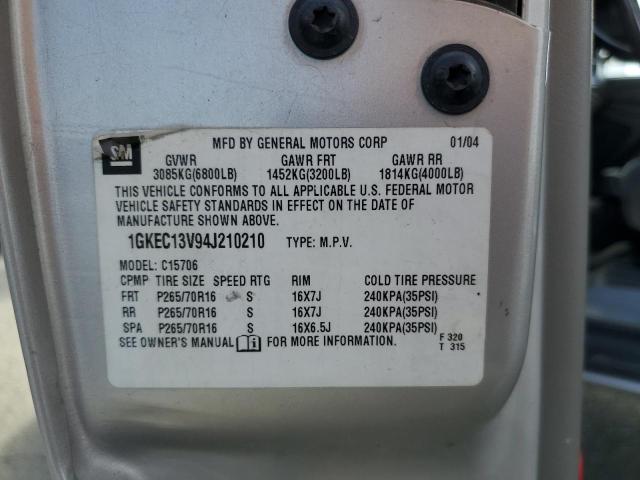 GM MFD BY GENERAL MOTORS CORP 01/04
GVWR GAWR FRT GAWR RR
3085KG(6800LB) 1452KG(3200LB) 1814KG(4000LB)
THIS VEHICLE CONFORMS TO ALL APPLICABLE U.S. FEDERAL MOTOR
VEHICLE SAFETY STANDARDS IN EFFECT ON THE DATE OF
MANUFACTURE SHOWN ABOVE.
1GKEC13V94J210210 TYPE: M.P.V.
MODEL: C15706
CPMP TIRE SIZE SPEED RTG RIM COLD TIRE PRESSURE
FRT P265/70R16 S 16X7J 240KPA(35PSI)
RR P265/70R16 S 16X7J 240KPA(35PSI)
SPA P265/70R16 S 16X6.5J 240KPA(35PSI)
SEE OWNER'S MANUAL FOR MORE INFORMATION. F 320
T 315